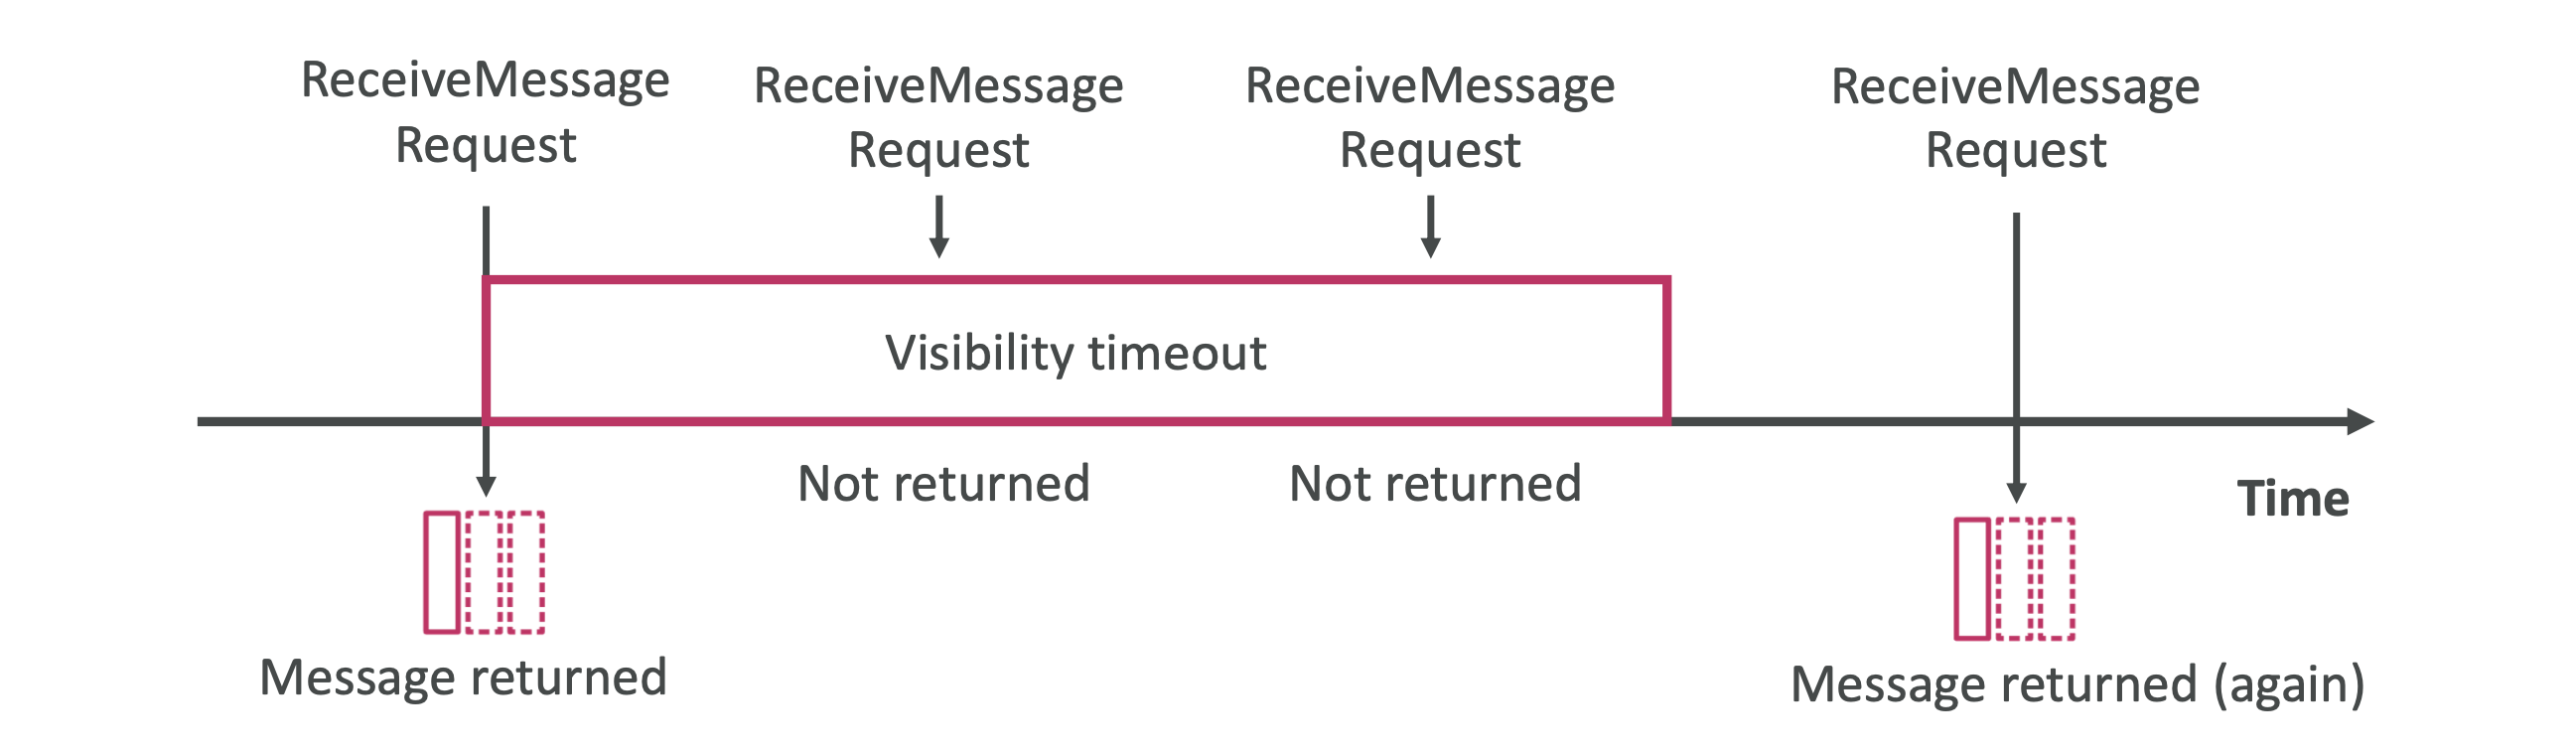 ReceiveMessage
Request
ReceiveMessage
Request
ReceiveMessage
Request
ReceiveMessage
Request
Visibility timeout
Not returned
Not returned
Time
Message returned
Message returned (again)